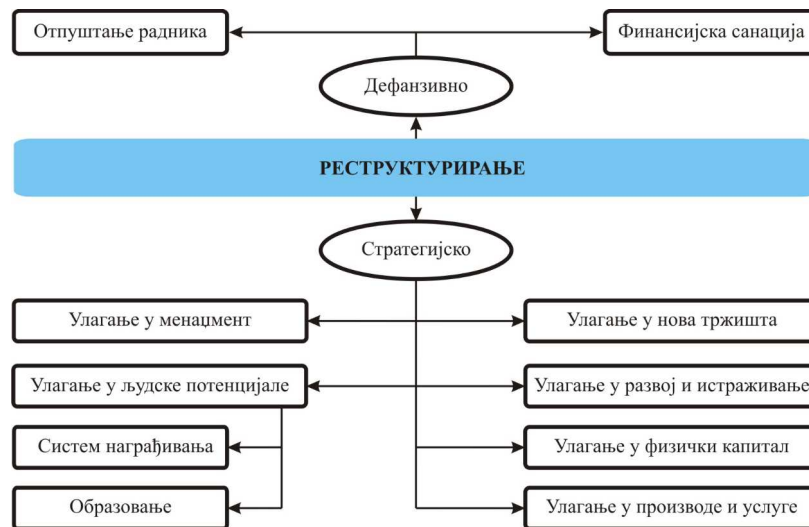 Отпуштање радника
Финансијска санација
Дефанзивно
РЕСТРУКТУРИРАЊЕ
Стратегијско
Улагање у менаџмент
Улагање у нова тржишта
Улагање у људске потенцијале
Улагање у развој и истраживање
Систем награђивања
Улагање у физички капитал
Образовање
Улагање у производе и услуге